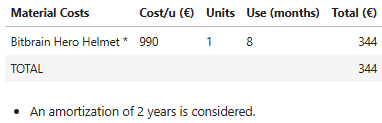 Material Costs Cost/u (€) Units Use (months) Total (€)
Bitbrain Hero Helmet * 990 1 8 344
TOTAL 344
• An amortization of 2 years is considered.